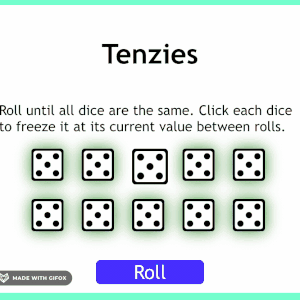 Tenzies
Roll until all dice are the same. Click each dice
to freeze it at its current value between rolls.
MADE WITH GIFOX
Roll